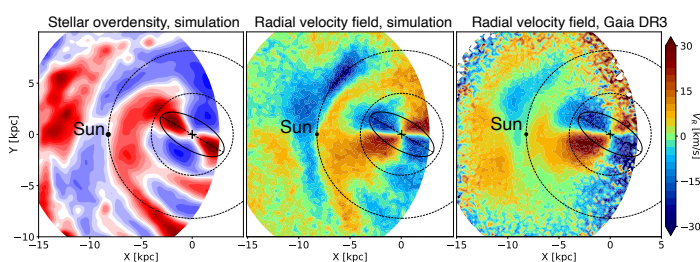 Stellar overdensity, simulation
Radial velocity field, simulation
Radial velocity field, Gaia DR3
Y [kpc]
5
0
−5
−10
Sun
Sun
Sun
30
15
0
−15
−30
V_R [km/s]
−15 −10 −5 0
−10 −5 0
−10 −5 0 5
X [kpc]
X [kpc]
X [kpc]